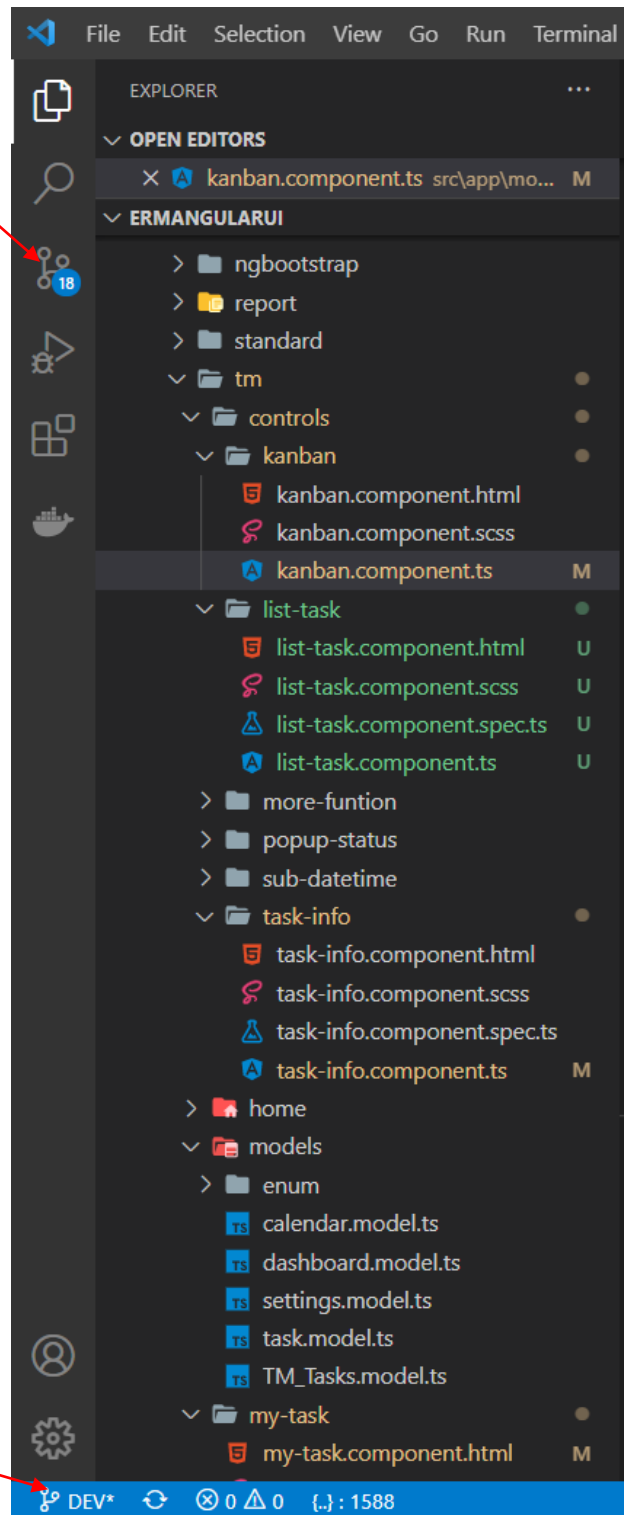 File Edit Selection View Go Run Terminal
EXPLORER ...
OPEN EDITORS
kanban.component.ts src\app\mo... M
ERMANGULARUI
ngbootstrap
18
report
standard
tm
controls
kanban
kanban.component.html
kanban.component.scss
kanban.component.ts M
list-task
list-task.component.html U
list-task.component.scss U
list-task.component.spec.ts U
list-task.component.ts U
more-funtion
popup-status
sub-datetime
task-info
task-info.component.html
task-info.component.scss
task-info.component.spec.ts
task-info.component.ts M
home
models
enum
TS calendar.model.ts
TS dashboard.model.ts
TS settings.model.ts
TS task.model.ts
TS TM_Tasks.model.ts
my-task
my-task.component.html M
DEV* 0 0 {..} : 1588